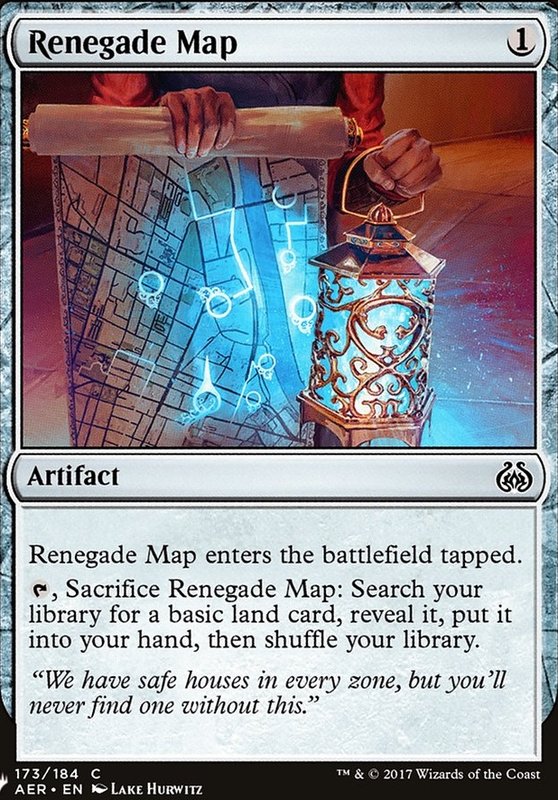 Renegade Map 1
Artifact
Renegade Map enters the battlefield tapped.
, Sacrifice Renegade Map: Search your
library for a basic land card, reveal it, put it
into your hand, then shuffle your library.
“We have safe houses in every zone, but you’ll
never find one without this.”
173/184 C
AER • EN Lake Hurwitz
™ & © 2017 Wizards of the Coast